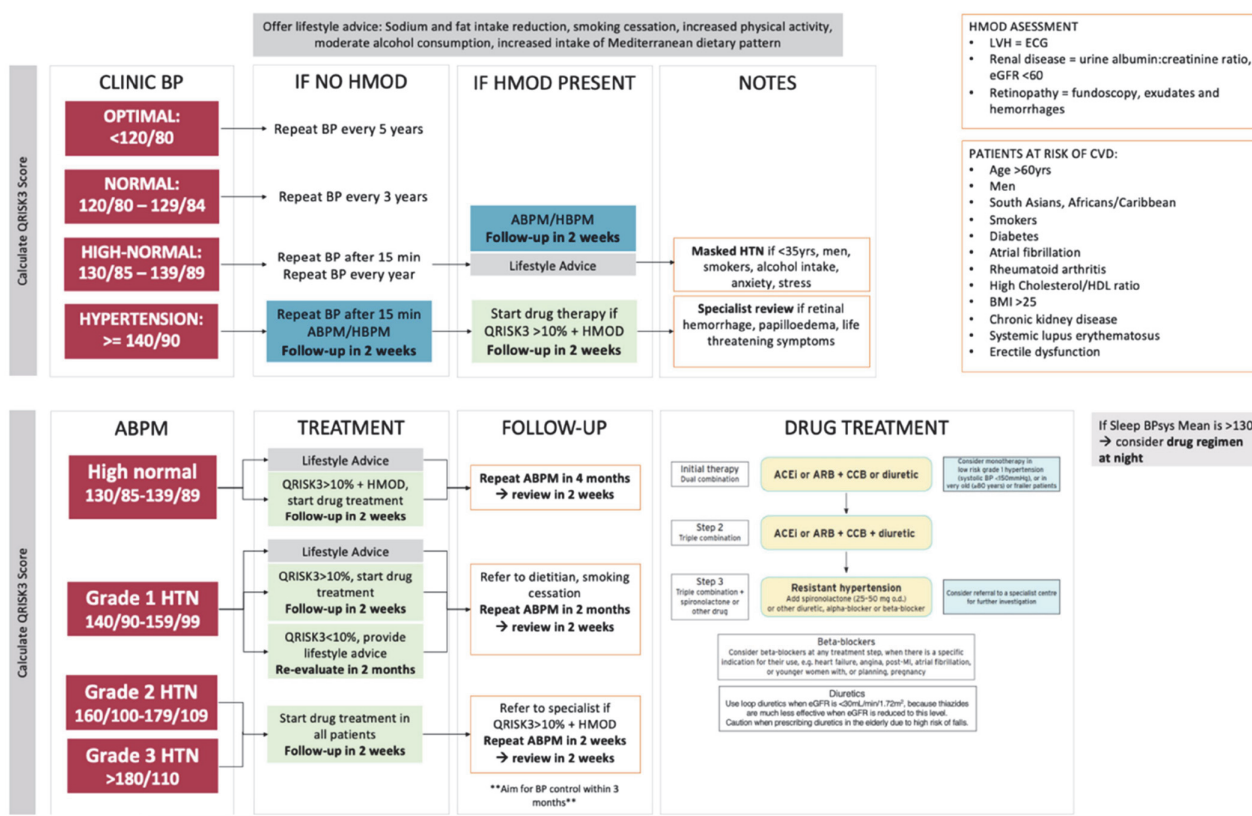 Offer lifestyle advice: Sodium and fat intake reduction, smoking cessation, increased physical activity,
moderate alcohol consumption, increased intake of Mediterranean dietary pattern
Calculate QRISK3 Score
CLINIC BP
IF NO HMOD
IF HMOD PRESENT
NOTES
OPTIMAL:
<120/80
Repeat BP every 5 years
NORMAL:
120/80 – 129/84
Repeat BP every 3 years
HIGH-NORMAL:
130/85 – 139/89
Repeat BP after 15 min
Repeat BP every year
ABPM/HBPM
Follow-up in 2 weeks
Lifestyle Advice
Masked HTN if <35yrs, men,
smokers, alcohol intake,
anxiety, stress
HYPERTENSION:
>= 140/90
Repeat BP after 15 min
ABPM/HBPM
Follow-up in 2 weeks
Start drug therapy if
QRISK3 >10% + HMOD
Follow-up in 2 weeks
Specialist review if retinal
hemorrhage, papilloedema, life
threatening symptoms
HMOD ASESSMENT
• LVH = ECG
• Renal disease = urine albumin:creatinine ratio,
eGFR <60
• Retinopathy = fundoscopy, exudates and
hemorrhages
PATIENTS AT RISK OF CVD:
• Age >60yrs
• Men
• South Asians, Africans/Caribbean
• Smokers
• Diabetes
• Atrial fibrillation
• Rheumatoid arthritis
• High Cholesterol/HDL ratio
• BMI >25
• Chronic kidney disease
• Systemic lupus erythematosus
• Erectile dysfunction
Calculate QRISK3 Score
ABPM
TREATMENT
FOLLOW-UP
DRUG TREATMENT
High normal
130/85-139/89
Lifestyle Advice
QRISK3>10% + HMOD,
start drug treatment
Follow-up in 2 weeks
Repeat ABPM in 4 months
→ review in 2 weeks
Grade 1 HTN
140/90-159/99
Lifestyle Advice
QRISK3>10%, start drug
treatment
Follow-up in 2 weeks
QRISK3<10%, provide
lifestyle advice
Re-evaluate in 2 months
Refer to dietitian, smoking
cessation
Repeat ABPM in 2 months
→ review in 2 weeks
Grade 2 HTN
160/100-179/109
Grade 3 HTN
>180/110
Start drug treatment in
all patients
Follow-up in 2 weeks
Refer to specialist if
QRISK3>10% + HMOD
Repeat ABPM in 2 weeks
→ review in 2 weeks
**Aim for BP control within 3
months**
Initial therapy
Dual combination
ACEi or ARB + CCB or diuretic
Consider monotherapy in
low risk grade 1 hypertension
(systolic BP <150mmHg), or in
very old (≥80 years) or frailer patients
Step 2
Triple combination
ACEi or ARB + CCB + diuretic
Step 3
Triple combination +
spironolactone or
other drug
Resistant hypertension
Add spironolactone (25-50 mg o.d.)
or other diuretic, alpha-blocker or beta-blocker
Consider referral to a specialist centre
for further investigation
Beta-blockers
Consider beta-blockers at any treatment step, when there is a specific
indication for their use, e.g. heart failure, angina, post-MI, atrial fibrillation,
or younger women with, or planning, pregnancy
Diuretics
Use loop diuretics when eGFR is <30mL/min/1.72m², because thiazides
are much less effective when eGFR is reduced to this level.
Caution when prescribing diuretics in the elderly due to high risk of falls.
If Sleep BPsys Mean is >130
→ consider drug regimen
at night